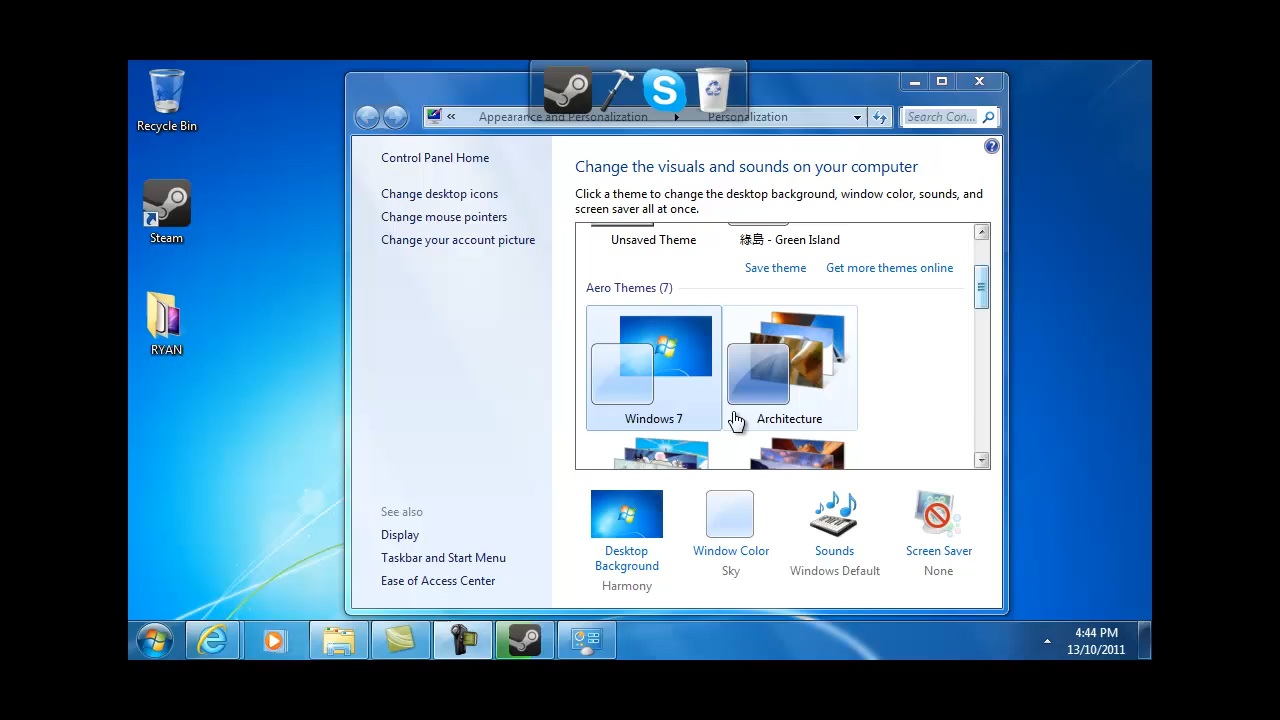 Recycle Bin
Steam
RYAN
«
Appearance and Personalization
Personalization
Search Con...
Control Panel Home
Change desktop icons
Change mouse pointers
Change your account picture
See also
Display
Taskbar and Start Menu
Ease of Access Center
Change the visuals and sounds on your computer
Click a theme to change the desktop background, window color, sounds, and
screen saver all at once.
Unsaved Theme
綠島 - Green Island
Save theme
Get more themes online
Aero Themes (7)
Windows 7
Architecture
Desktop
Background
Harmony
Window Color
Sky
Sounds
Windows Default
Screen Saver
None
4:44 PM
13/10/2011